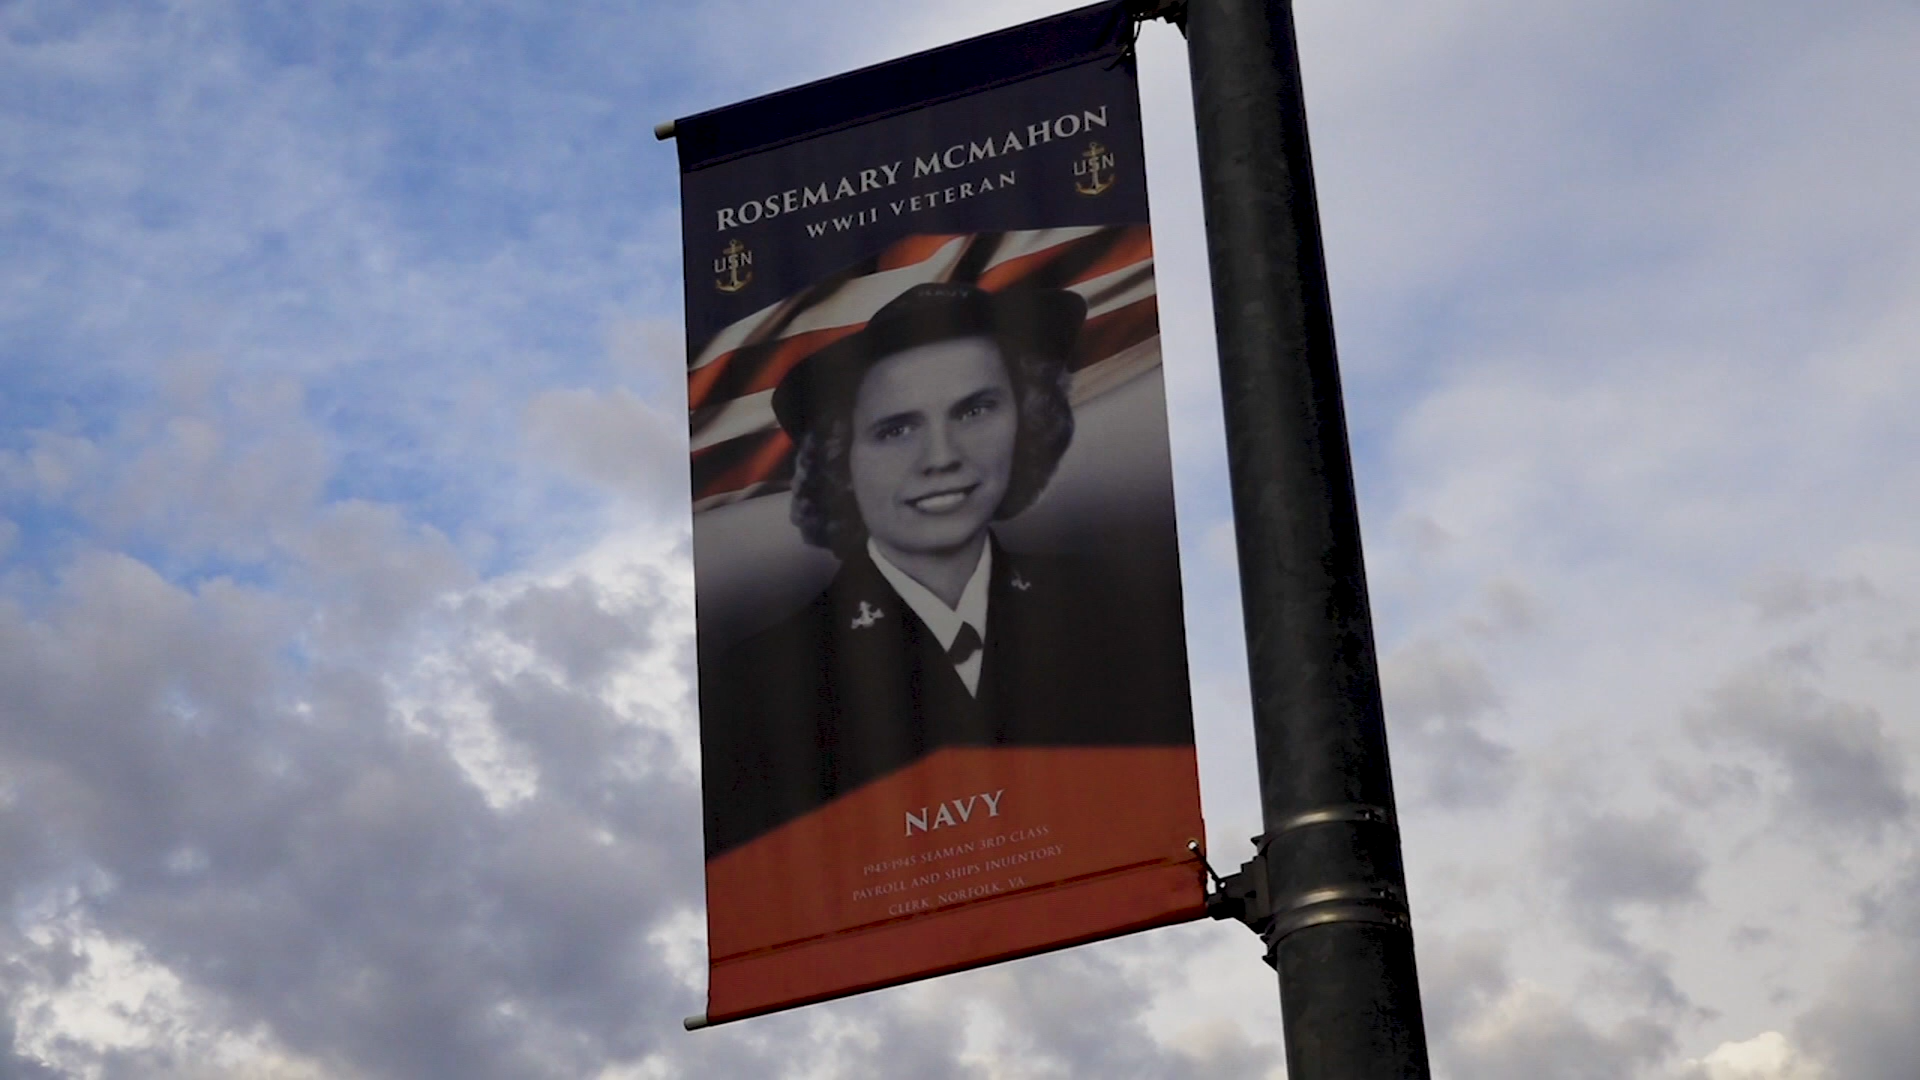 ROSEMARY MCMAHON
WWII VETERAN
USN
USN
NAVY
NAVY
1943-1945 SEAMAN 3RD CLASS
PAYROLL AND SHIPS INUENTORY
CLERK, NORFOLK, VA